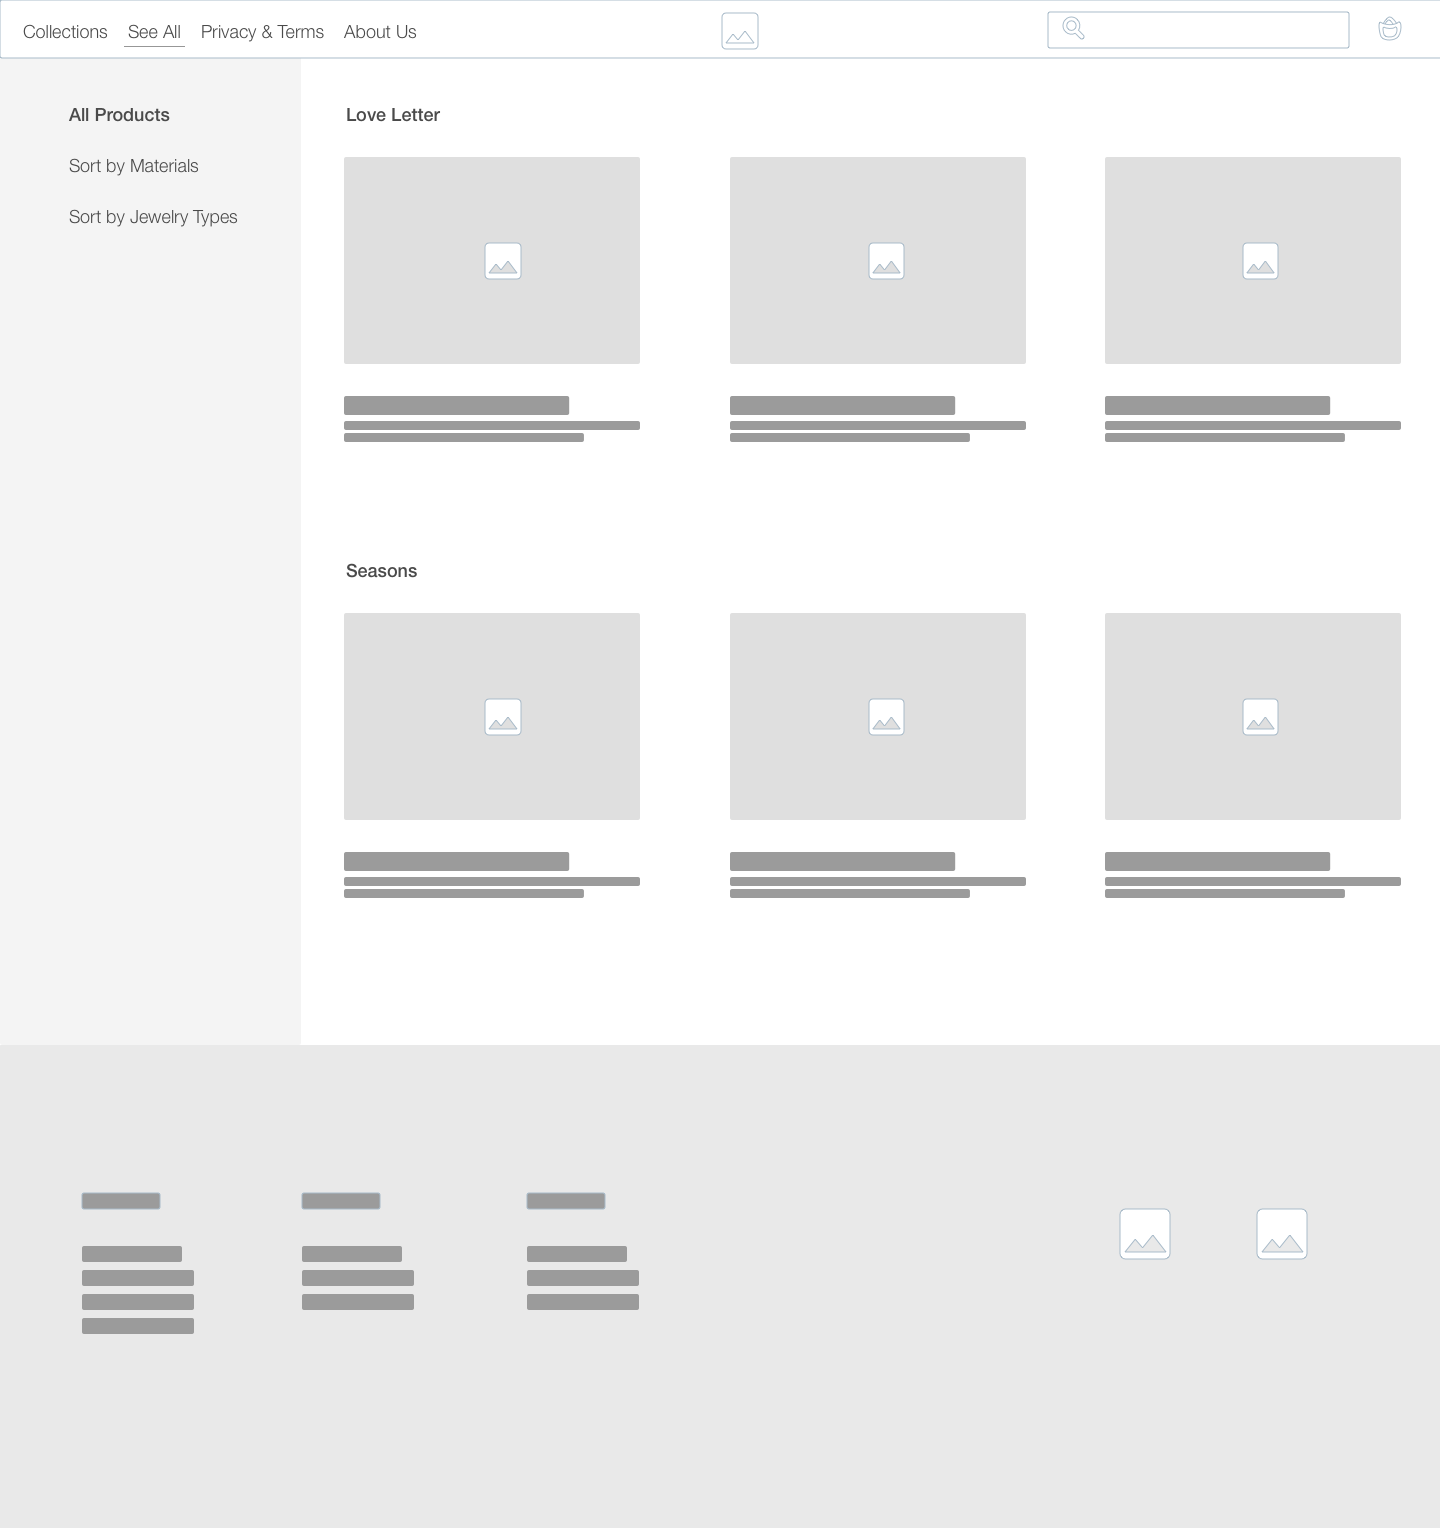 Collections See All Privacy & Terms About Us
All Products
Sort by Materials
Sort by Jewelry Types
Love Letter
Seasons